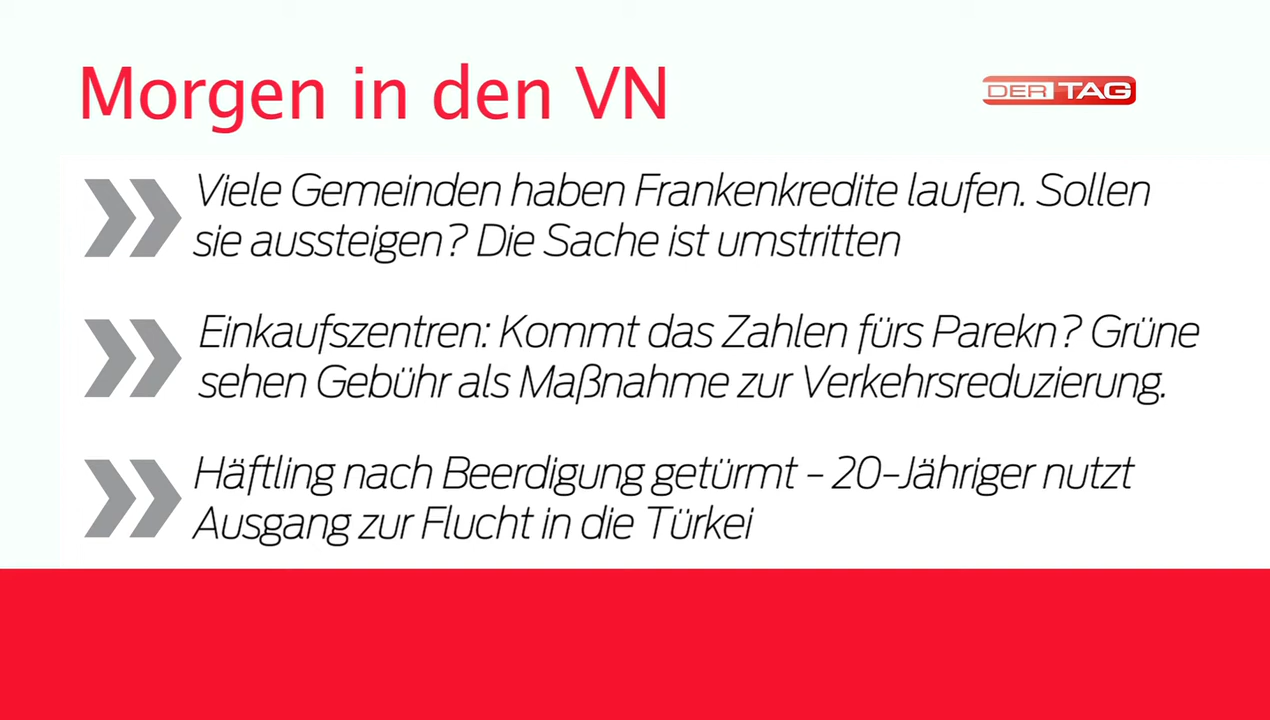 Morgen in den VN
DER TAG
Viele Gemeinden haben Frankenkredite laufen. Sollen
sie aussteigen? Die Sache ist umstritten
Einkaufszentren: Kommt das Zahlen fürs Parekn? Grüne
sehen Gebühr als Maßnahme zur Verkehrsreduzierung.
Häftling nach Beerdigung getürmt - 20-Jähriger nutzt
Ausgang zur Flucht in die Türkei